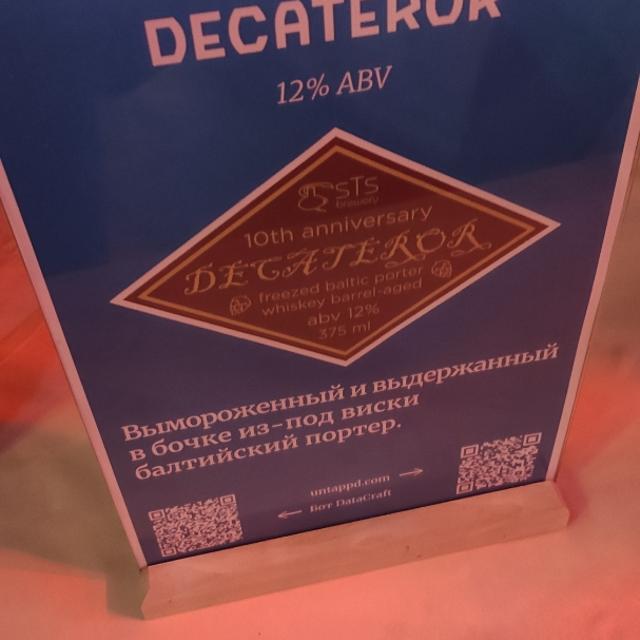 DECATEROR
12% ABV
STS
brewery
10th anniversary
DECATEROR
freezed baltic porter
whiskey barrel-aged
abv 12%
375 ml
Вымороженный и выдержанный
в бочке из-под виски
балтийский портер.
untappd.com →
← Бот DataCraft